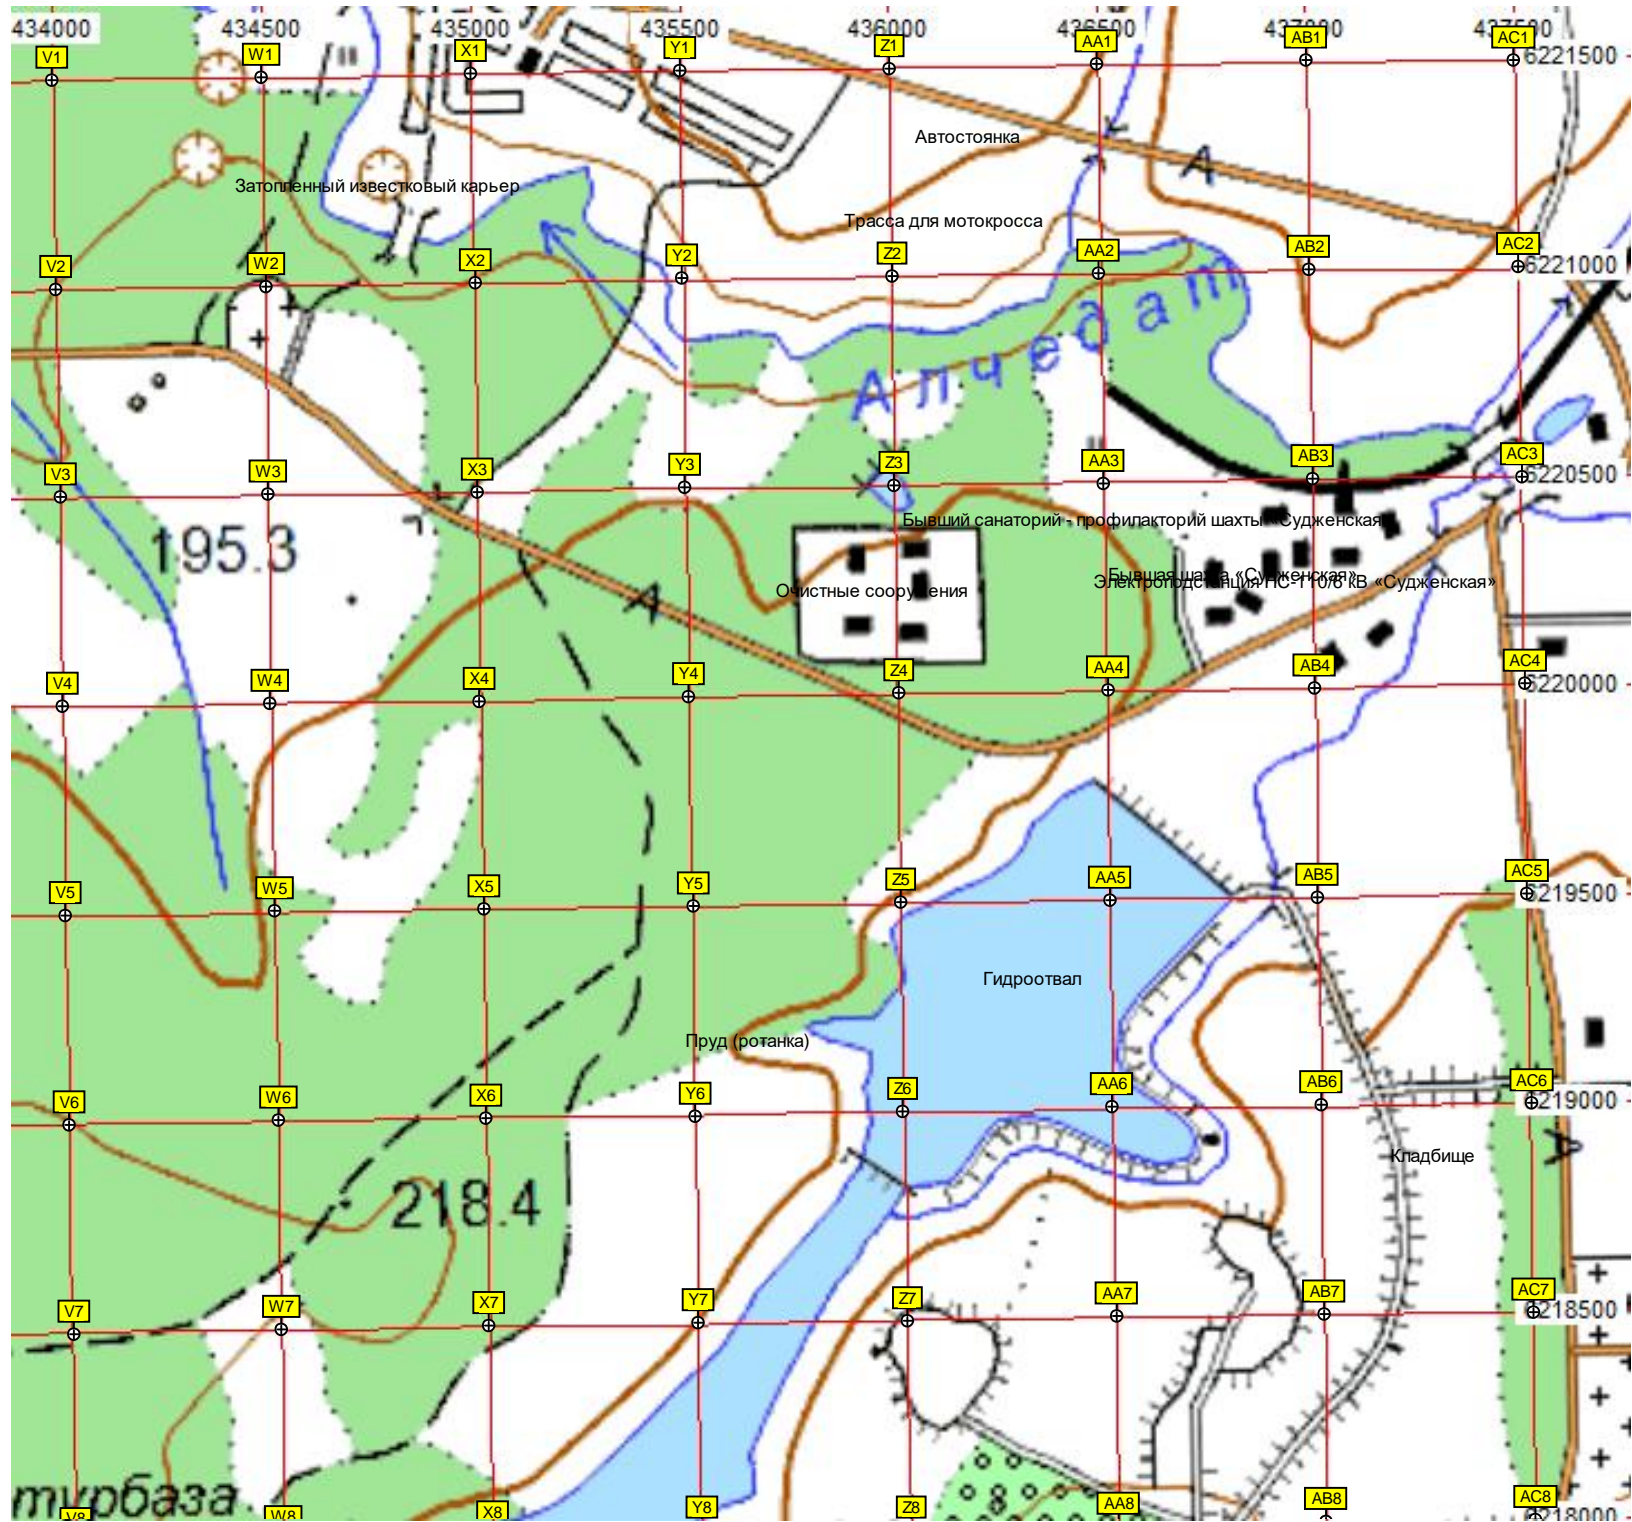 434000 434500 435000 435500 436000 436500 437000
V1 W1 X1 Y1 Z1 AA1 AB1 AC1
6221500
Автостоянка
А
Затопленный известковый карьер
Трасса для мотокросса
V2 W2 X2 Y2 Z2 AA2 AB2 AC2
6221000
Алчедат
V3 W3 X3 Y3 Z3 AA3 AB3 AC3
6220500
195.3
Бывший санаторий - профилакторий шахты «Судженская»
Бывшая шахта «Судженская»
Электроподстанция ПС-110/6 кВ «Судженская»
Очистные сооружения
А
V4 W4 X4 Y4 Z4 AA4 AB4 AC4
6220000
V5 W5 X5 Y5 Z5 AA5 AB5 AC5
6219500
Гидроотвал
Пруд (ротанка)
V6 W6 X6 Y6 Z6 AA6 AB6 AC6
6219000
Кладбище
А
218.4
V7 W7 X7 Y7 Z7 AA7 AB7 AC7
6218500
турбаза
V8 W8 X8 Y8 Z8 AA8 AB8 AC8
6218000